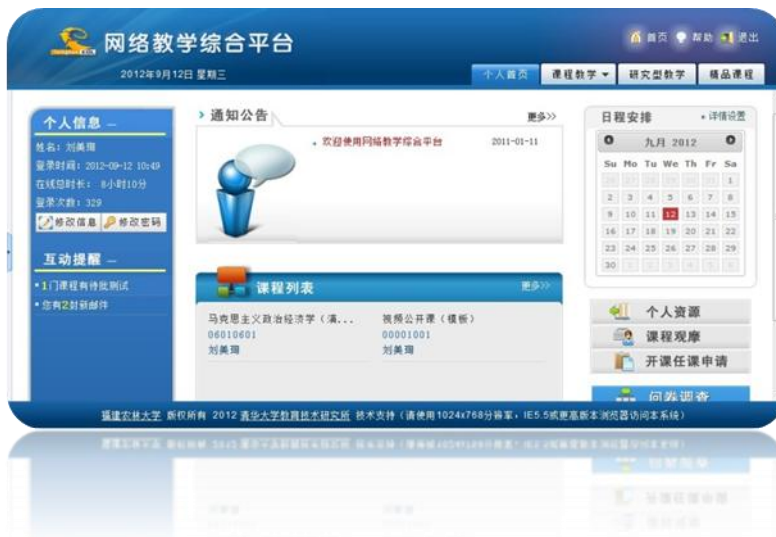 网络教学综合平台
首页 帮助 退出
2012年9月12日 星期三
个人首页 课程教学 研究型教学 精品课程
个人信息
姓名：刘美珣
登录时间：2012-09-12 10:49
在线总时长： 8小时10分
登录次数：329
修改信息 修改密码
互动提醒
1门课程有待批测试
您有2封新邮件
通知公告 更多>>
欢迎使用网络教学综合平台 2011-01-11
课程列表 更多>>
马克思主义政治经济学（演...
06010601
刘美珣
视频公开课（模板）
00001001
刘美珣
日程安排 详情设置
九月 2012
Su Mo Tu We Th Fr Sa
1
2 3 4 5 6 7 8
9 10 11 12 13 14 15
16 17 18 19 20 21 22
23 24 25 26 27 28 29
30
个人资源
课程观摩
开课任课申请
问卷调查
福建农林大学 版权所有 2012 清华大学教育技术研究所 技术支持（请使用1024x768分辨率，IE5.5或更高版本浏览器访问本系统）